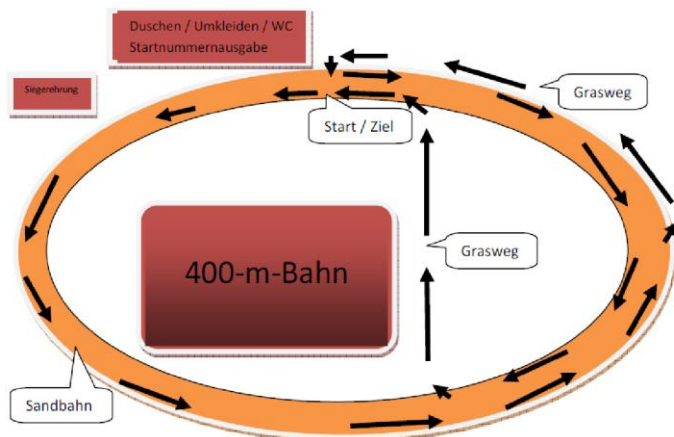 Duschen / Umkleiden / WC
Startnummernausgabe
Siegerehrung
Grasweg
Start / Ziel
Grasweg
400-m-Bahn
Sandbahn